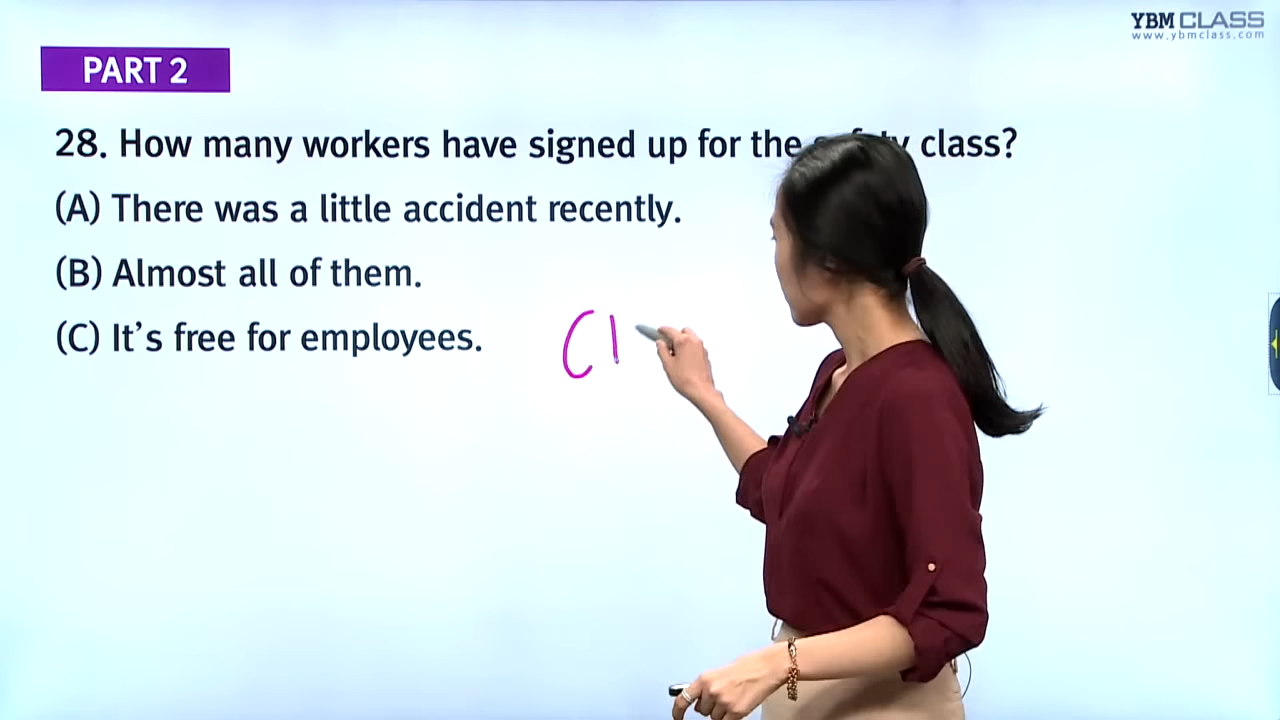 YBM CLASS
www.ybmclass.com
PART 2
28. How many workers have signed up for the class?
(A) There was a little accident recently.
(B) Almost all of them.
(C) It's free for employees.